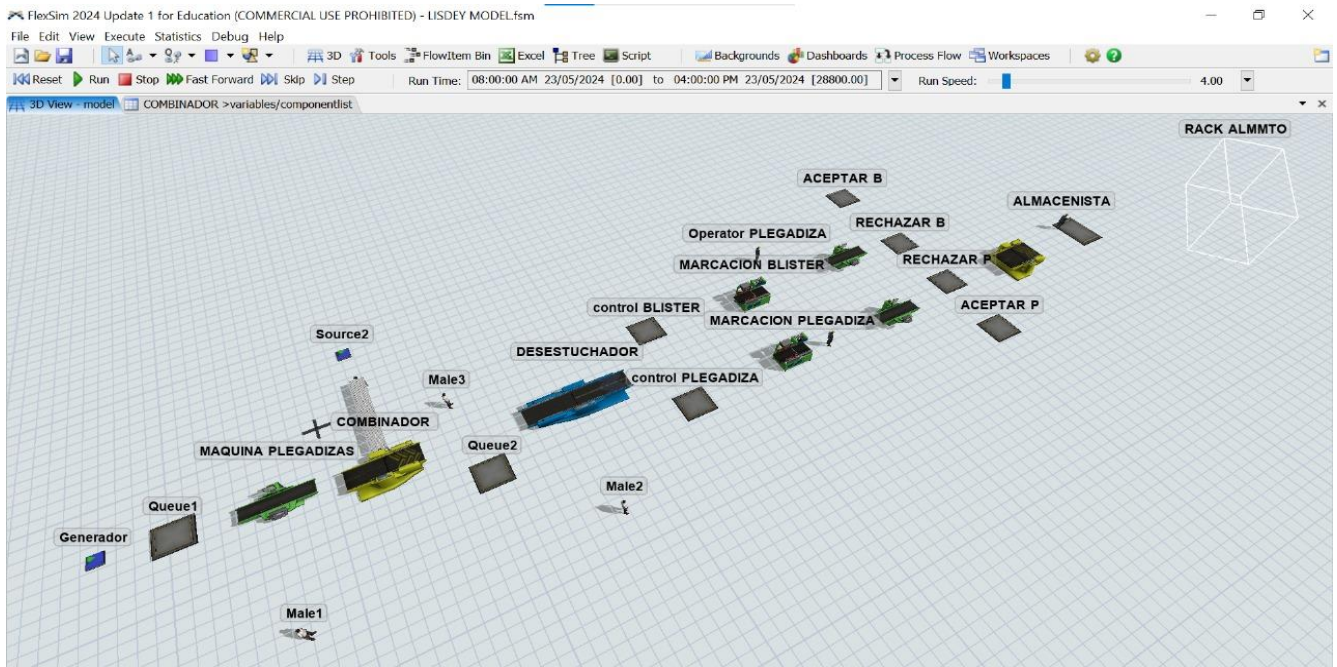 FlexSim 2024 Update 1 for Education (COMMERCIAL USE PROHIBITED) - LISDEY MODEL.fsm
File Edit View Execute Statistics Debug Help
3D Tools FlowItem Bin Excel Tree Script Backgrounds Dashboards Process Flow Workspaces
Reset Run Stop Fast Forward Skip Step Run Time: 08:00:00 AM 23/05/2024 [0.00] to 04:00:00 PM 23/05/2024 [28800.00] Run Speed: 4.00
3D View - model COMBINADOR >variables/componentlist
RACK ALMMTO
ACEPTAR B
ALMACENISTA
RECHAZAR B
Operator PLEGADIZA
RECHAZAR P
MARCACION BLISTER
ACEPTAR P
control BLISTER
MARCACION PLEGADIZA
Source2
DESESTUCHADOR
Male3
control PLEGADIZA
COMBINADOR
Queue2
MAQUINA PLEGADIZAS
Male2
Queue1
Generador
Male1